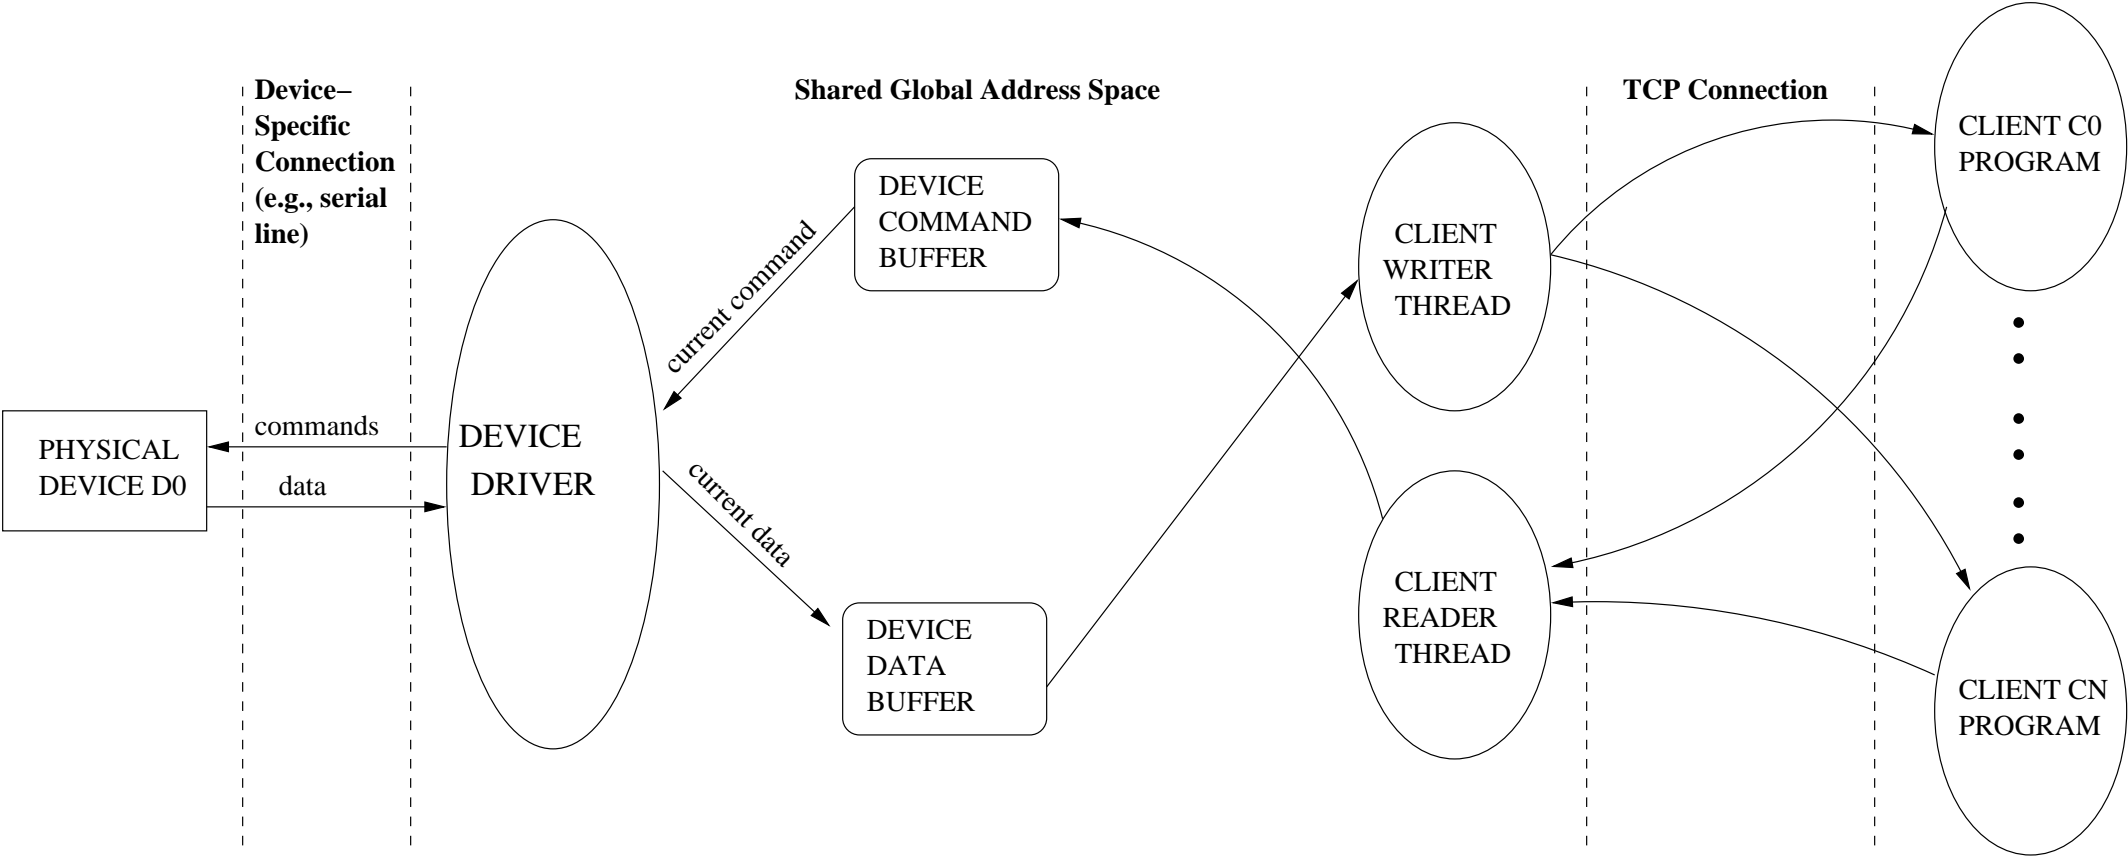 Device–
Specific
Connection
(e.g., serial
line)
Shared Global Address Space
TCP Connection
PHYSICAL
DEVICE D0
commands
data
DEVICE
DRIVER
current command
current data
DEVICE
COMMAND
BUFFER
DEVICE
DATA
BUFFER
CLIENT
WRITER
THREAD
CLIENT
READER
THREAD
CLIENT C0
PROGRAM
CLIENT CN
PROGRAM